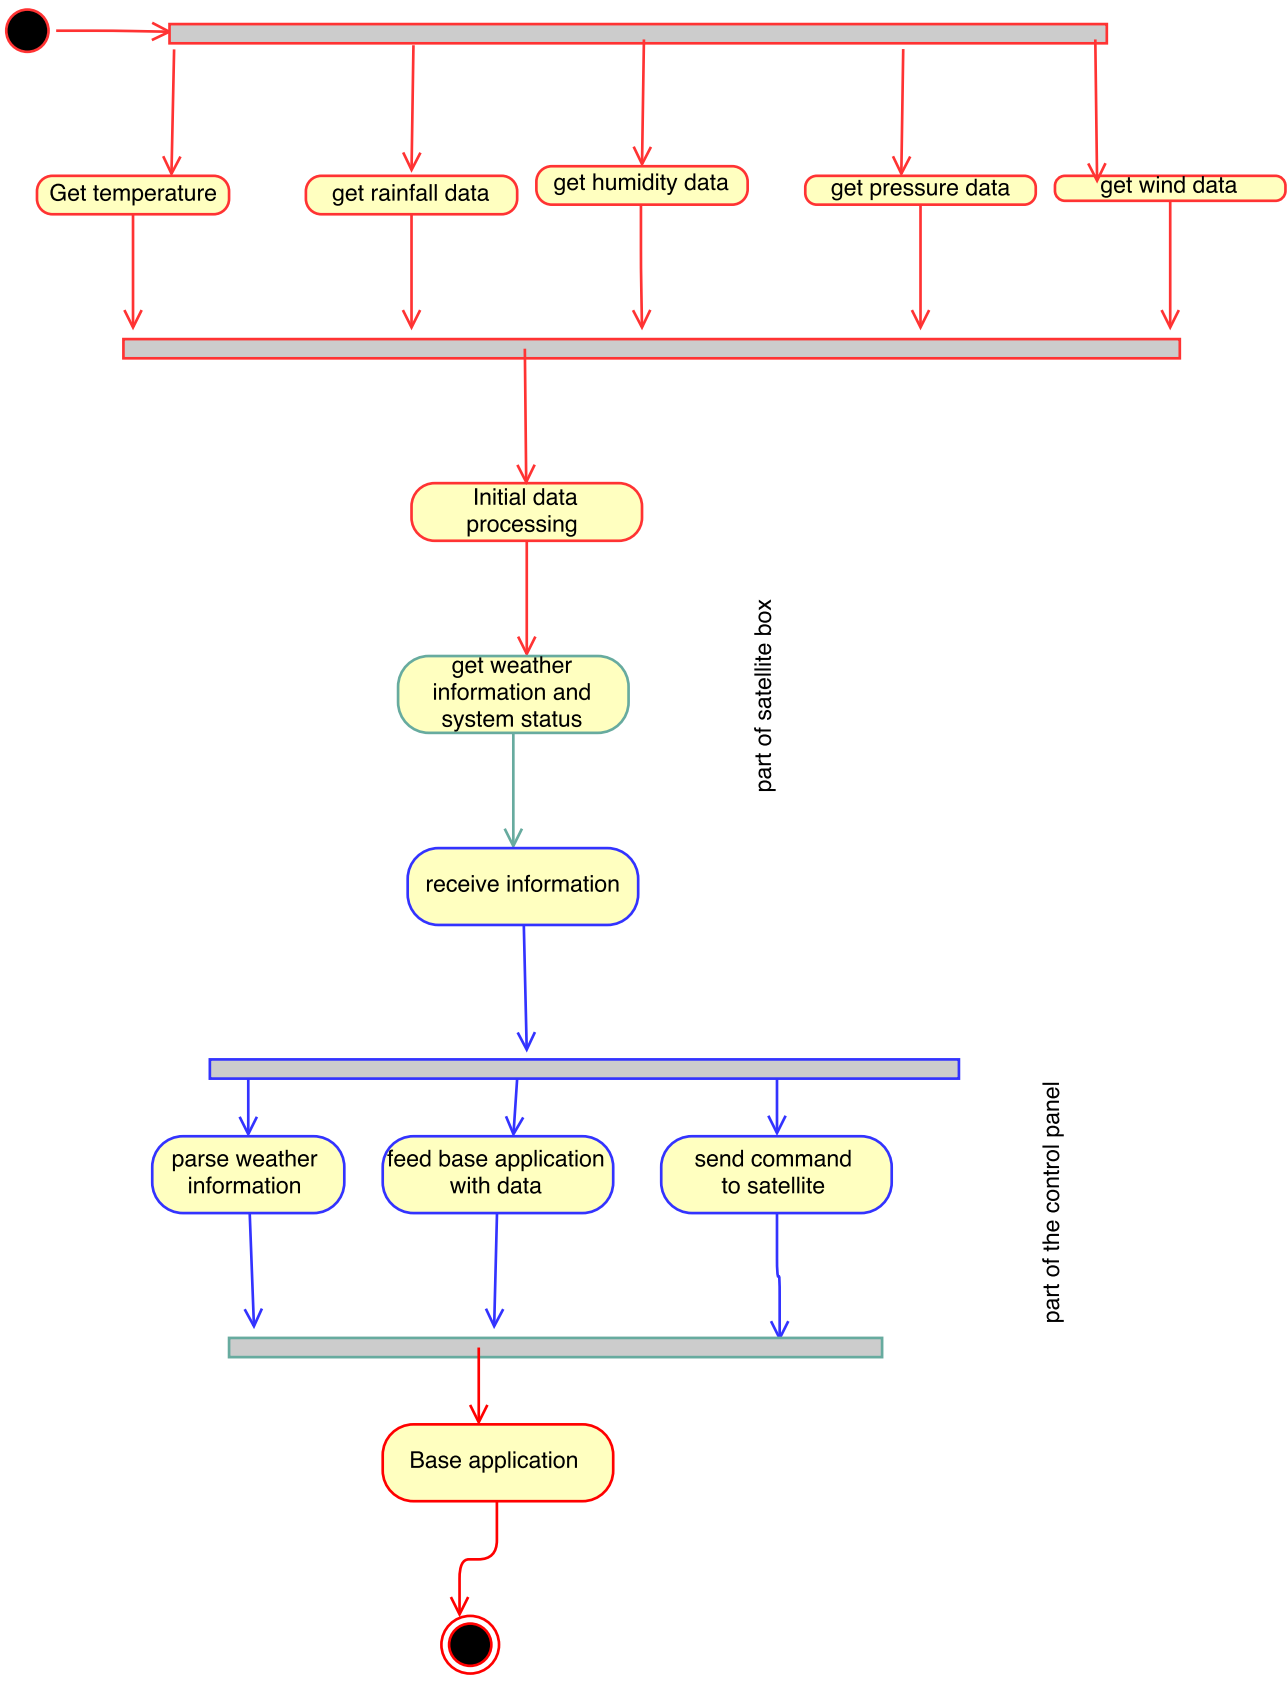 Get temperature
get rainfall data
get humidity data
get pressure data
get wind data
Initial data
processing
get weather
information and
system status
part of satellite box
receive information
parse weather
information
feed base application
with data
send command
to satellite
part of the control panel
Base application